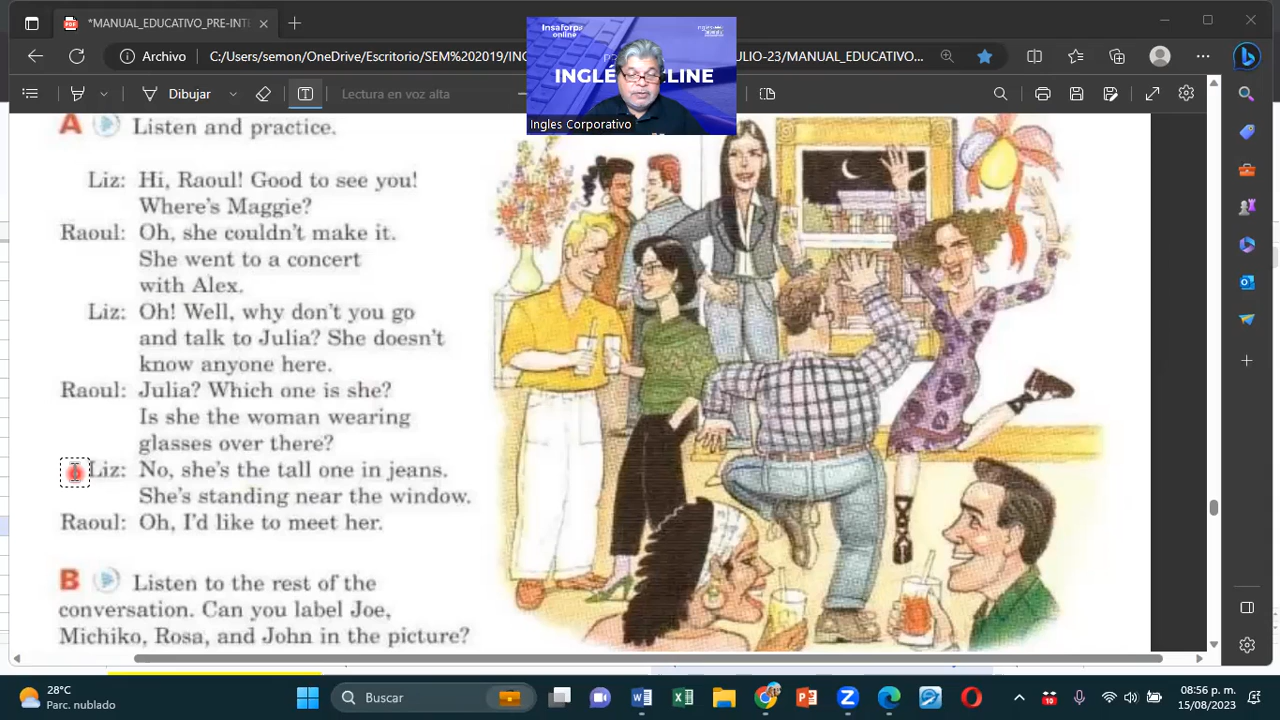 *MANUAL_EDUCATIVO_PRE-INT
Archivo
C:/Users/semon/OneDrive/Escritorio/SEM%202019/ING
JULIO-23/MANUAL_EDUCATIVO...
Insaforp
online
INGLÉ
LINE
Ingles Corporativo
Dibujar
Lectura en voz alta
A Listen and practice.
Liz: Hi, Raoul! Good to see you!
Where's Maggie?
Raoul: Oh, she couldn't make it.
She went to a concert
with Alex.
Liz: Oh! Well, why don't you go
and talk to Julia? She doesn't
know anyone here.
Raoul: Julia? Which one is she?
Is she the woman wearing
glasses over there?
Liz: No, she's the tall one in jeans.
She's standing near the window.
Raoul: Oh, I'd like to meet her.
B Listen to the rest of the
conversation. Can you label Joe,
Michiko, Rosa, and John in the picture?
28°C
Parc. nublado
Buscar
10
08:56 p. m.
15/08/2023